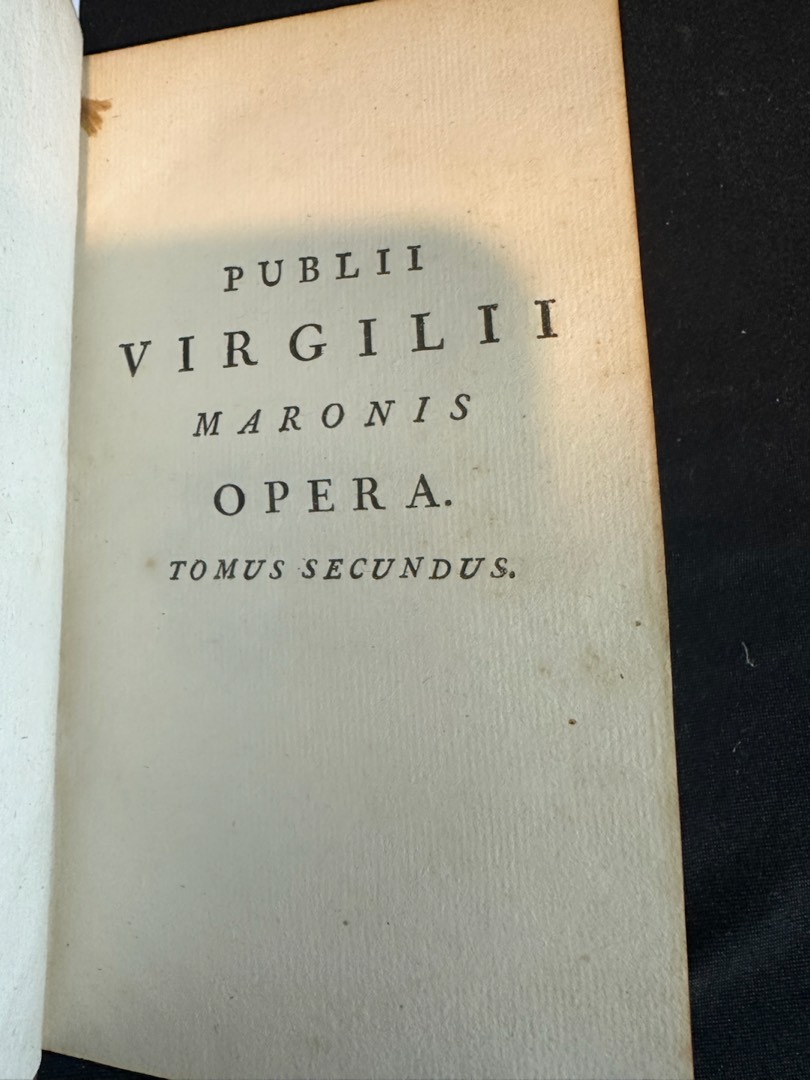 PUBLII
VIRGILII
MARONIS
OPERA.
TOMUS SECUNDUS.